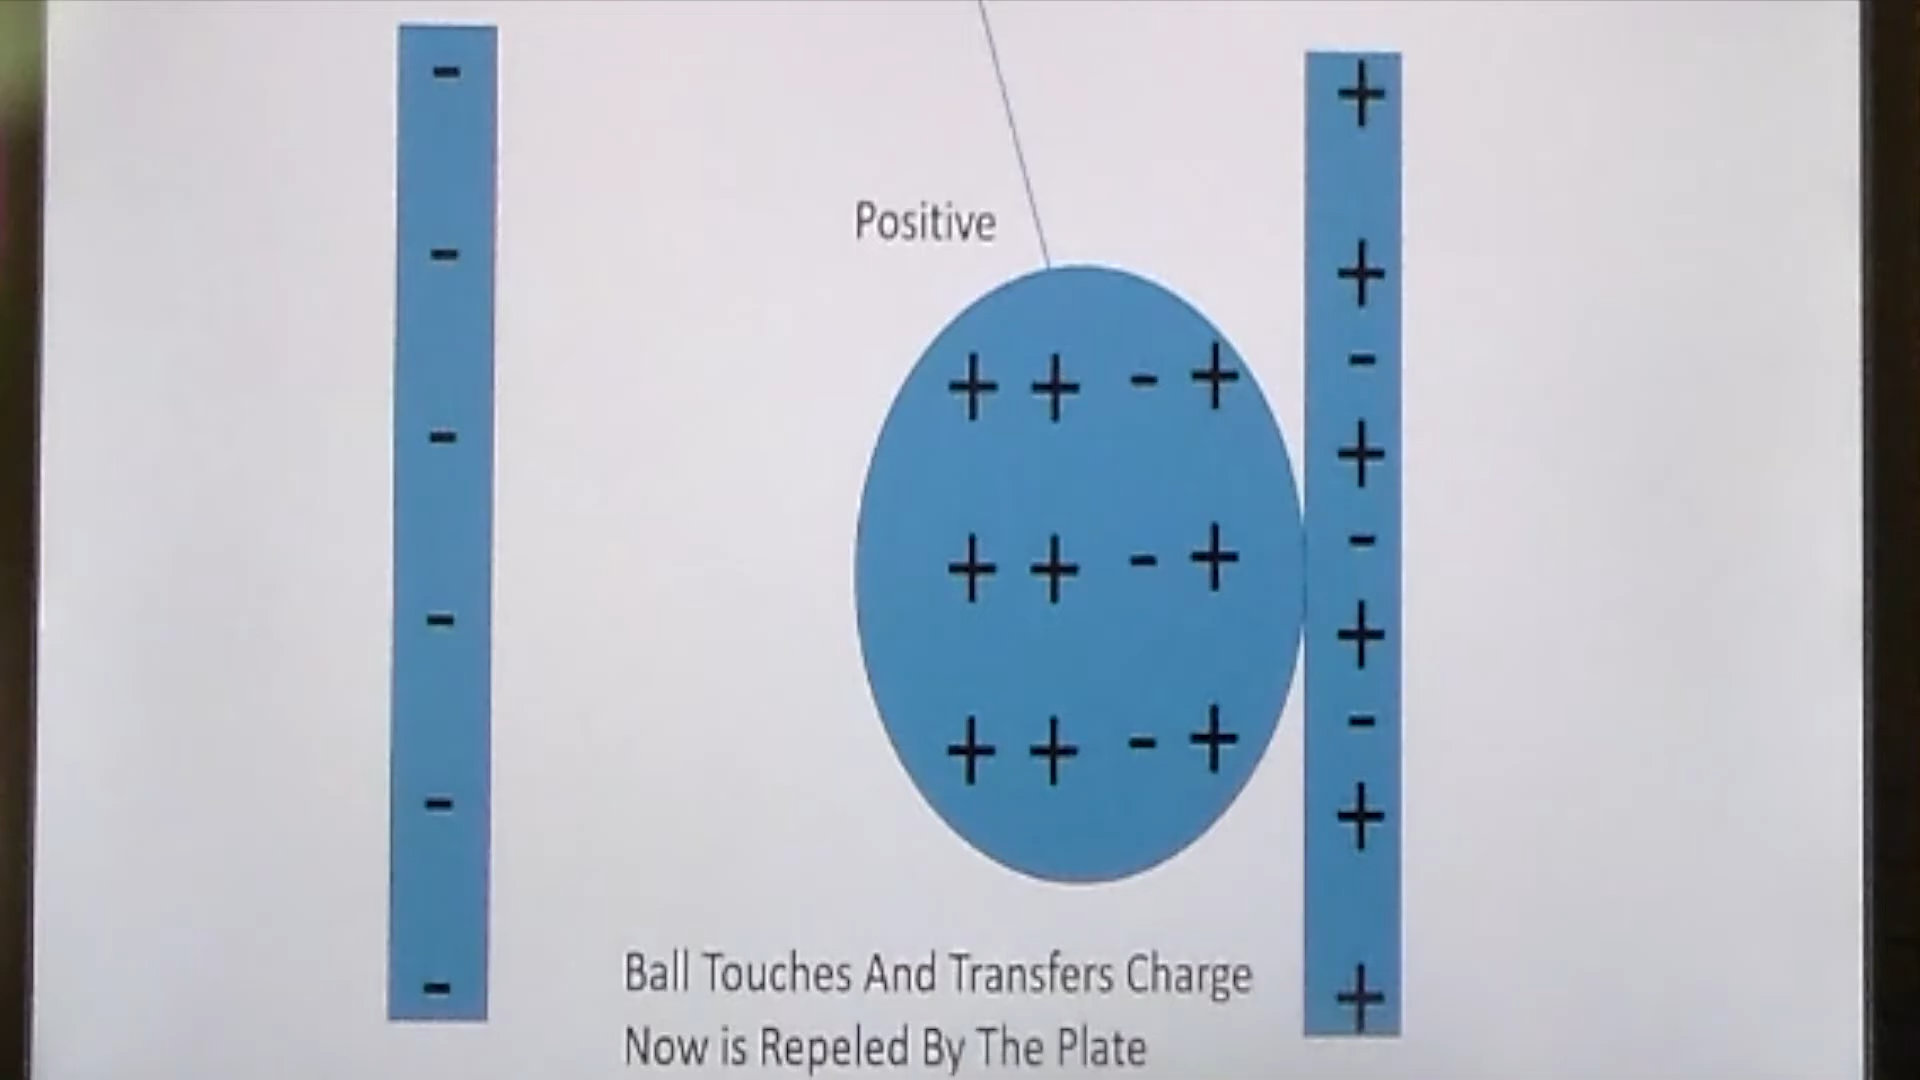 Positive
Ball Touches And Transfers Charge
Now is Repeled By The Plate
- 
-
-
-
-
-
+ + - +
+ + - +
+ + - +
+
+
-
+
-
+
-
+
+